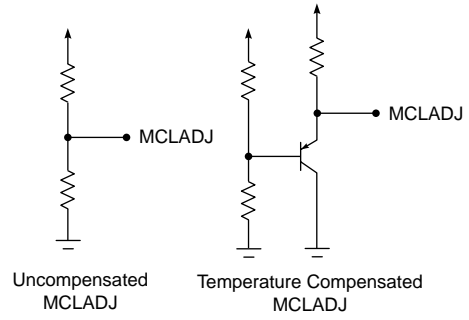 MCLADJ
MCLADJ
Uncompensated
MCLADJ
Temperature Compensated
MCLADJ